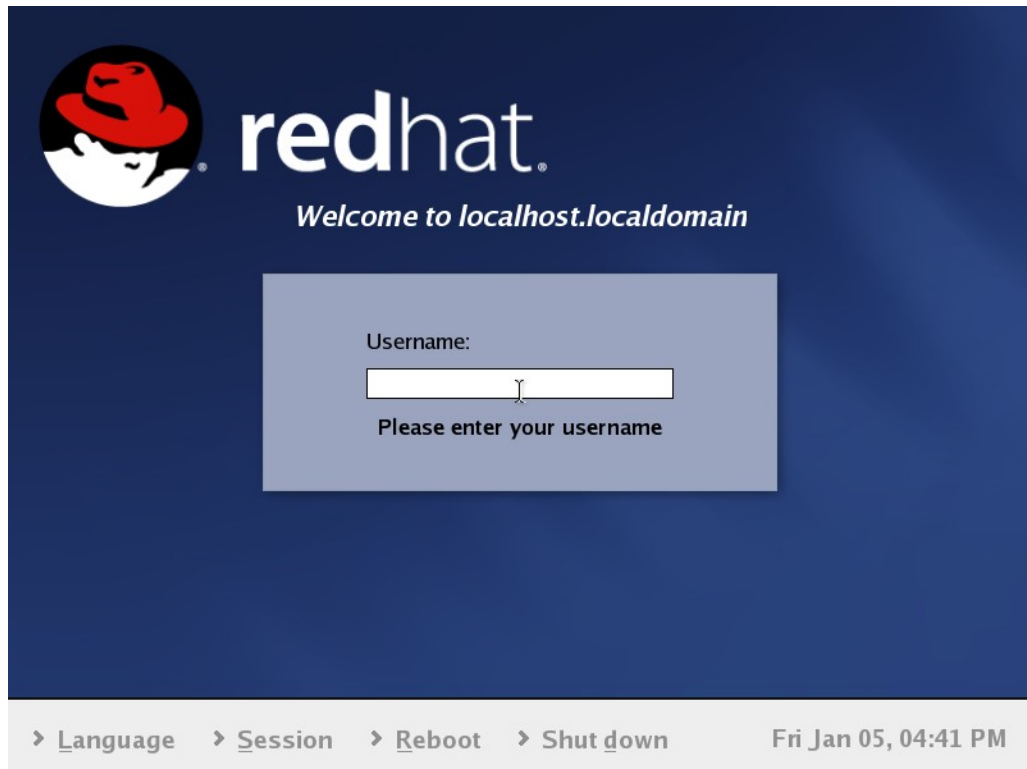 redhat.
Welcome to localhost.localdomain
Username:
Please enter your username
Language Session Reboot Shut down Fri Jan 05, 04:41 PM